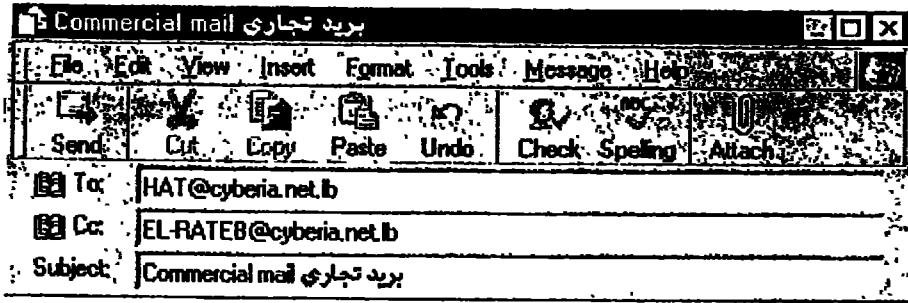 Commercial mail بريد تجاري
File Edit View Insert Format Tools Message Help
Send Cut Copy Paste Undo Check Spelling Attach
To: HAT@cyberia.net.lb
Cc: EL-RATEB@cyberia.net.lb
Subject: Commercial mail بريد تجاري